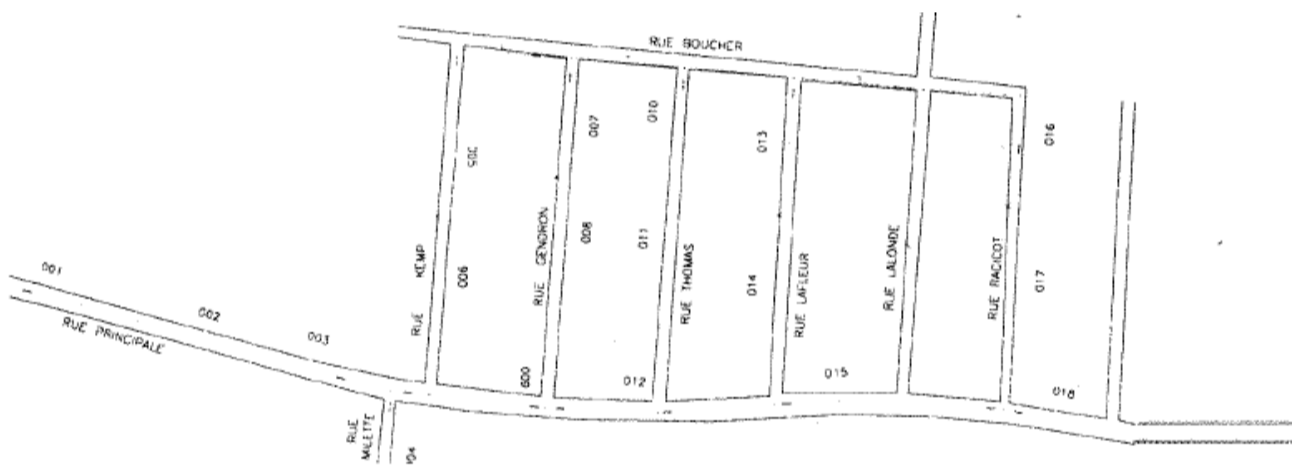 RUE BOUCHER
007
010
013
016
005
008
011
RUE GENDRON
RUE KEMP
006
RUE THOMAS
014
RUE LAFLEUR
RUE LALONDE
RUE RACICOT
017
001
002
003
RUE PRINCIPALE
009
012
015
018
RUE
MILETTE
004